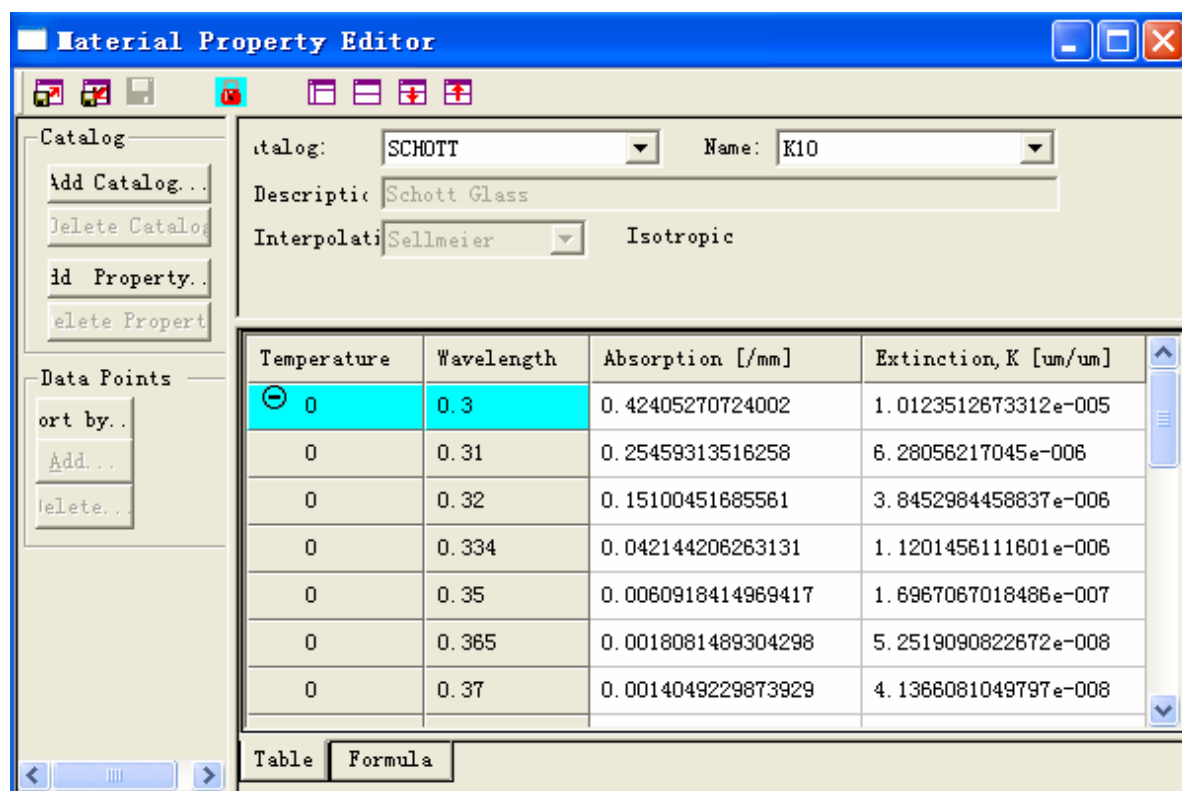 Material Property Editor
Catalog
Add Catalog...
Delete Catalog
dd Property..
elete Propert
Data Points
ort by..
Add...
elete...
talog: SCHOTT Name: K10
Descriptic Schott Glass
Interpolati Sellmeier Isotropic
Temperature Wavelength Absorption [/mm] Extinction, K [um/um]
0 0.3 0.42405270724002 1.0123512673312e-005
0 0.31 0.25459313516258 6.28056217045e-006
0 0.32 0.15100451685561 3.8452984458837e-006
0 0.334 0.042144206263131 1.1201456111601e-006
0 0.35 0.0060918414969417 1.6967067018486e-007
0 0.365 0.0018081489304298 5.2519090822672e-008
0 0.37 0.0014049229873929 4.1366081049797e-008
Table Formula